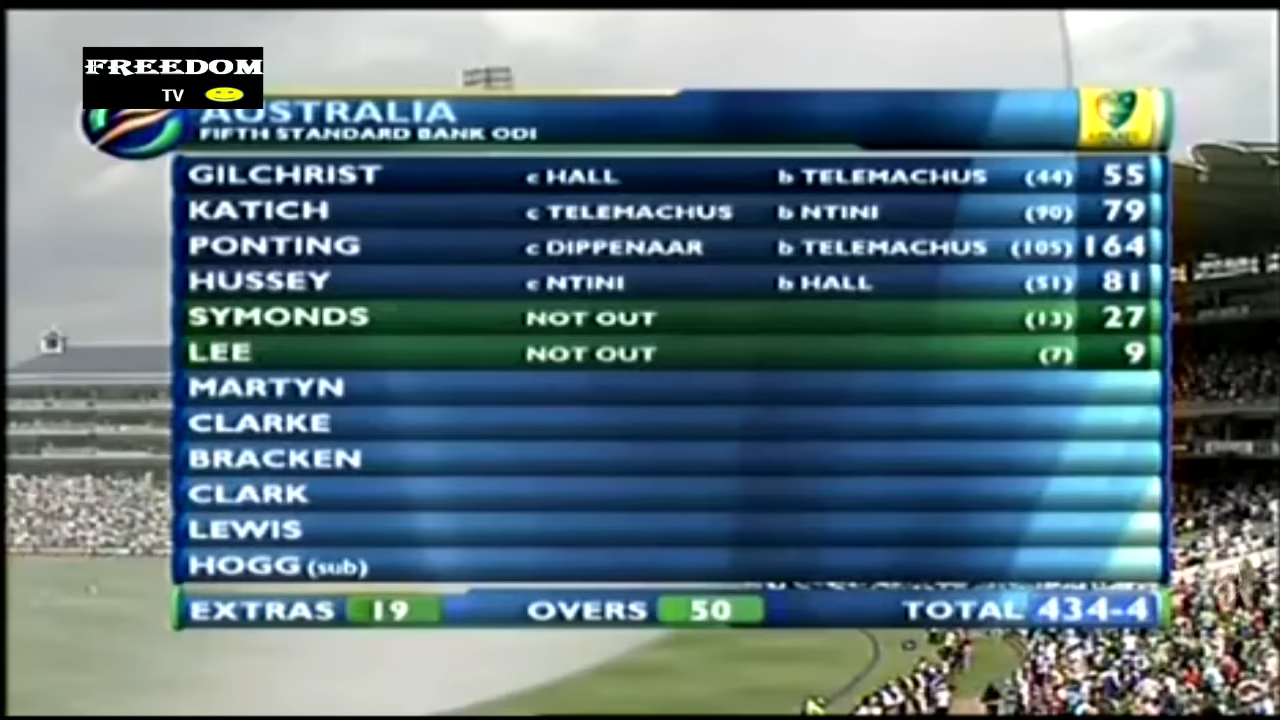 FREEDOM
TV
AUSTRALIA
FIFTH STANDARD BANK ODI
GILCHRIST c HALL b TELEMACHUS (44) 55
KATICH c TELEMACHUS b NTINI (90) 79
PONTING c DIPPENAAR b TELEMACHUS (105) 164
HUSSEY c NTINI b HALL (51) 81
SYMONDS NOT OUT (13) 27
LEE NOT OUT (7) 9
MARTYN
CLARKE
BRACKEN
CLARK
LEWIS
HOGG (sub)
EXTRAS 19 OVERS 50 TOTAL 434-4